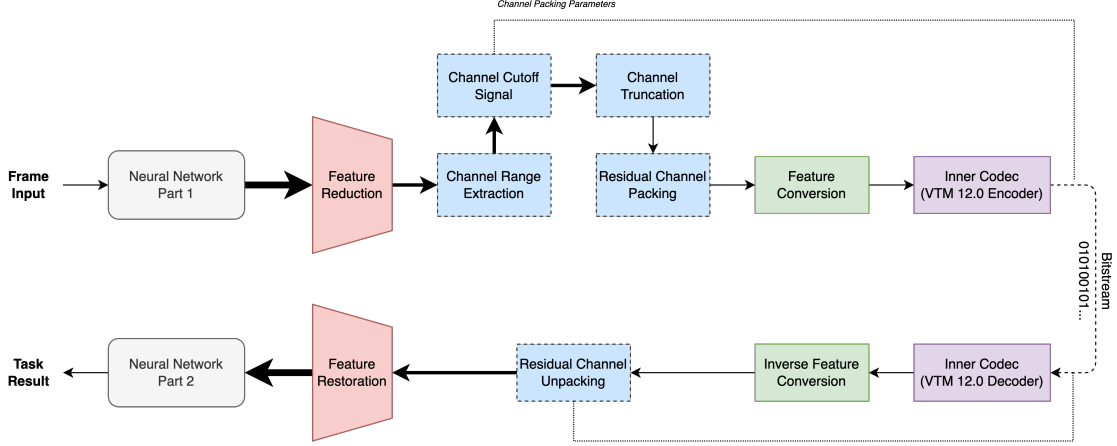 Channel Packing Parameters
Channel Cutoff
Signal
Channel
Truncation
Frame
Input
Neural Network
Part 1
Feature
Reduction
Channel Range
Extraction
Residual Channel
Packing
Feature
Conversion
Inner Codec
(VTM 12.0 Encoder)
Bitstream
010100101...
Task
Result
Neural Network
Part 2
Feature
Restoration
Residual Channel
Unpacking
Inverse Feature
Conversion
Inner Codec
(VTM 12.0 Decoder)